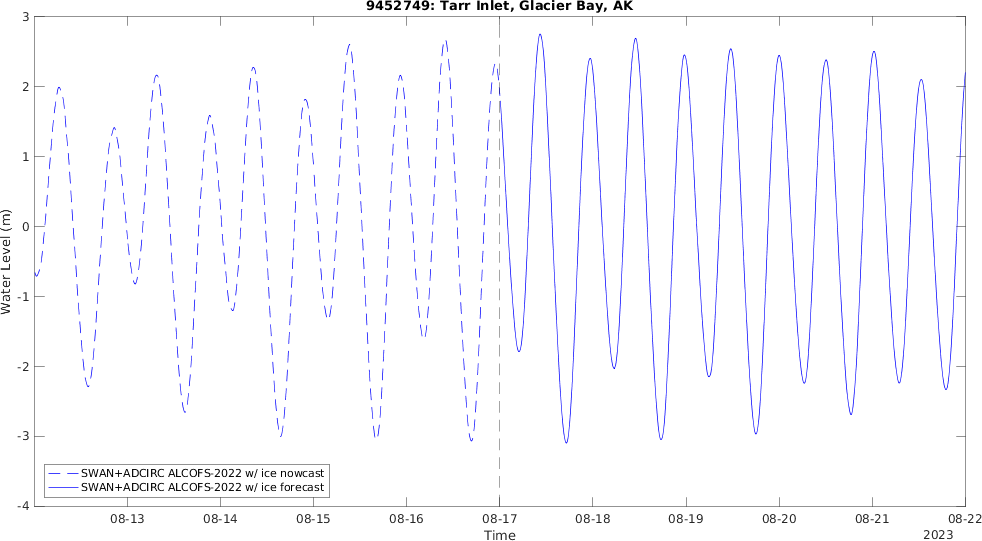 9452749: Tarr Inlet, Glacier Bay, AK
3
2
1
0
-1
-2
-3
-4
Water Level (m)
SWAN+ADCIRC ALCOFS-2022 w/ ice nowcast
SWAN+ADCIRC ALCOFS-2022 w/ ice forecast
08-13 08-14 08-15 08-16 08-17 08-18 08-19 08-20 08-21 08-22
Time
2023